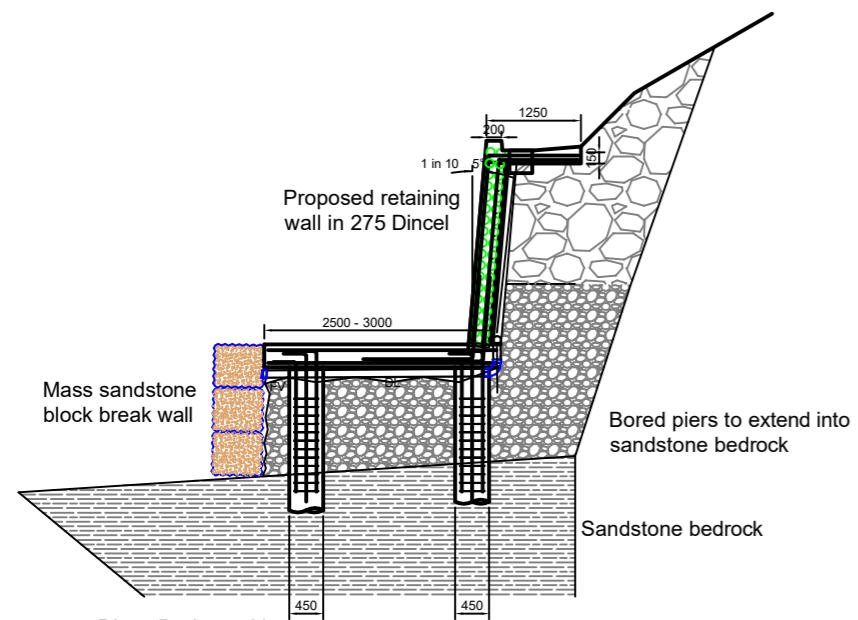 1250
200
150
1 in 10
5°
Proposed retaining
wall in 275 Dincel
2500 - 3000
Mass sandstone
block break wall
Bored piers to extend into
sandstone bedrock
Sandstone bedrock
450
450